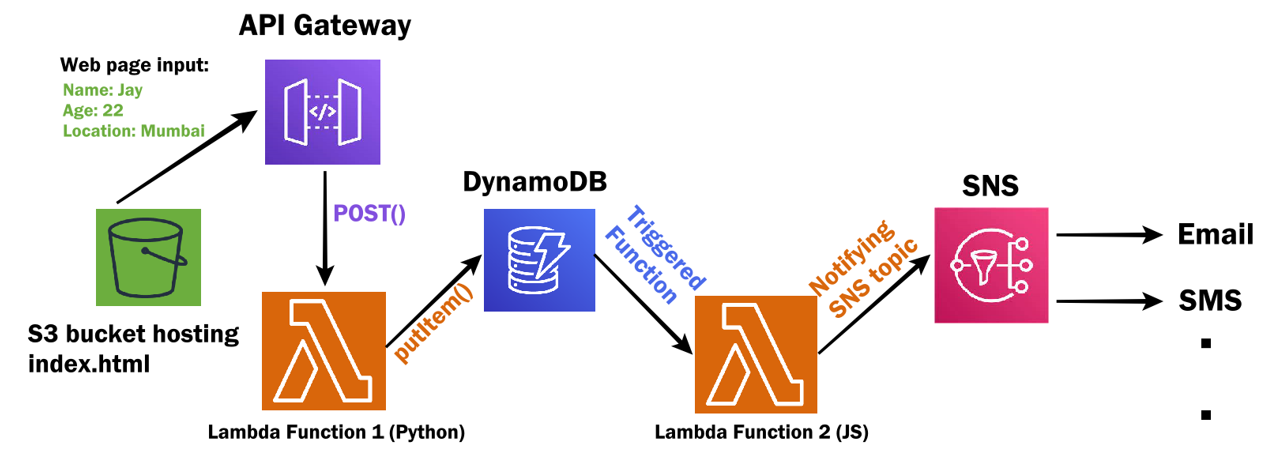 API Gateway
Web page input:
Name: Jay
Age: 22
Location: Mumbai
</>
POST()
S3 bucket hosting
index.html
Lambda Function 1 (Python)
putItem()
DynamoDB
Triggered
Function
Lambda Function 2 (JS)
Notifying
SNS topic
SNS
Email
SMS